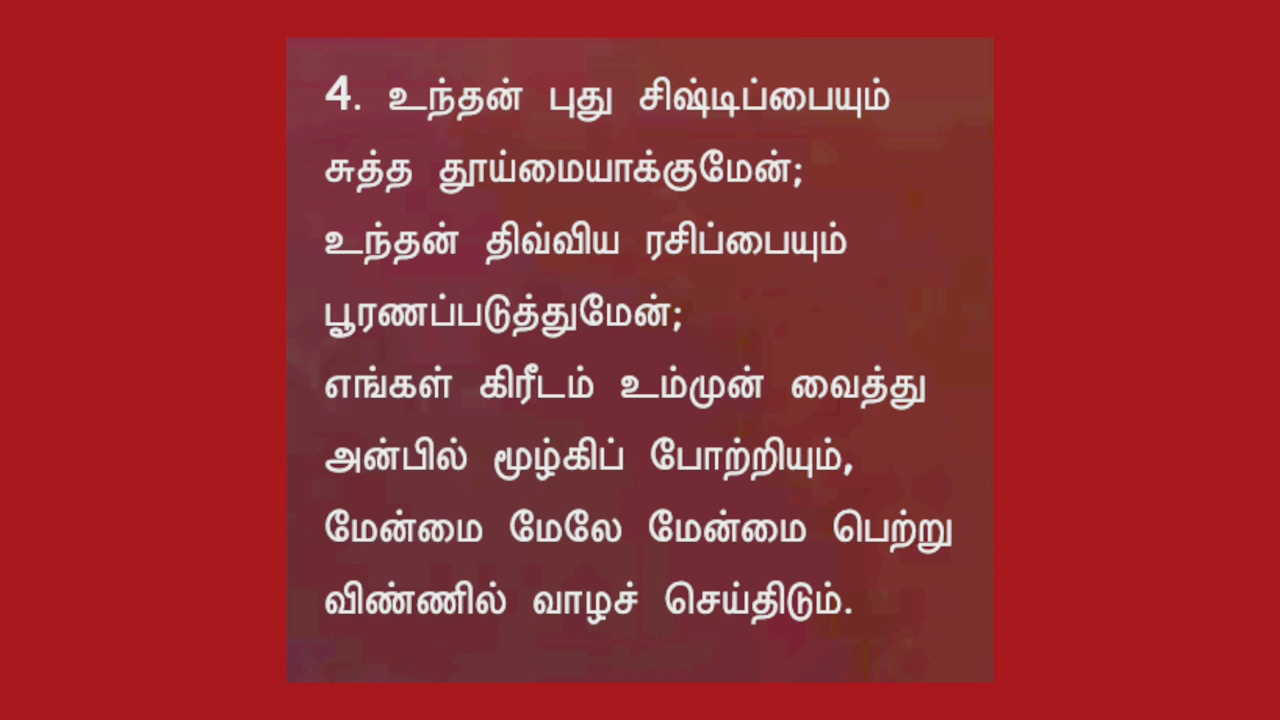 4. உந்தன் புது சிஷ்டிப்பையும்
சுத்த தூய்மையாக்குமேன்;
உந்தன் திவ்விய ரசிப்பையும்
பூரணப்படுத்துமேன்;
எங்கள் கிரீடம் உம்முன் வைத்து
அன்பில் மூழ்கிப் போற்றியும்,
மேன்மை மேலே மேன்மை பெற்று
விண்ணில் வாழச் செய்திடும்.